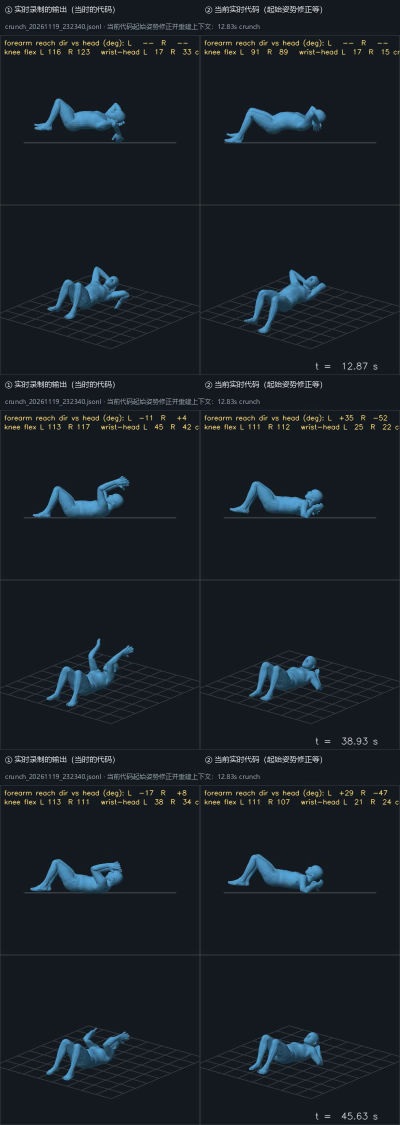 ① 实时录制的输出（当时的代码）
② 当前实时代码（起始姿势修正等）
crunch_20261119_232340.jsonl · 当前代码起始姿势修正并重建上下文: 12.83s crunch
forearm reach dir vs head (deg): L -- R --
knee flex L 116 R 123 wrist-head L 17 R 33 c
forearm reach dir vs head (deg): L -- R --
knee flex L 91 R 89 wrist-head L 17 R 15 cr
t = 12.87 s
① 实时录制的输出（当时的代码）
② 当前实时代码（起始姿势修正等）
crunch_20261119_232340.jsonl · 当前代码起始姿势修正并重建上下文: 12.83s crunch
forearm reach dir vs head (deg): L -11 R +4
knee flex L 113 R 117 wrist-head L 45 R 42 c
forearm reach dir vs head (deg): L +35 R -52
knee flex L 111 R 112 wrist-head L 25 R 22 c
t = 38.93 s
① 实时录制的输出（当时的代码）
② 当前实时代码（起始姿势修正等）
crunch_20261119_232340.jsonl · 当前代码起始姿势修正并重建上下文: 12.83s crunch
forearm reach dir vs head (deg): L -17 R +8
knee flex L 113 R 111 wrist-head L 38 R 34 c
forearm reach dir vs head (deg): L +29 R -47
knee flex L 111 R 107 wrist-head L 21 R 24 c
t = 45.63 s